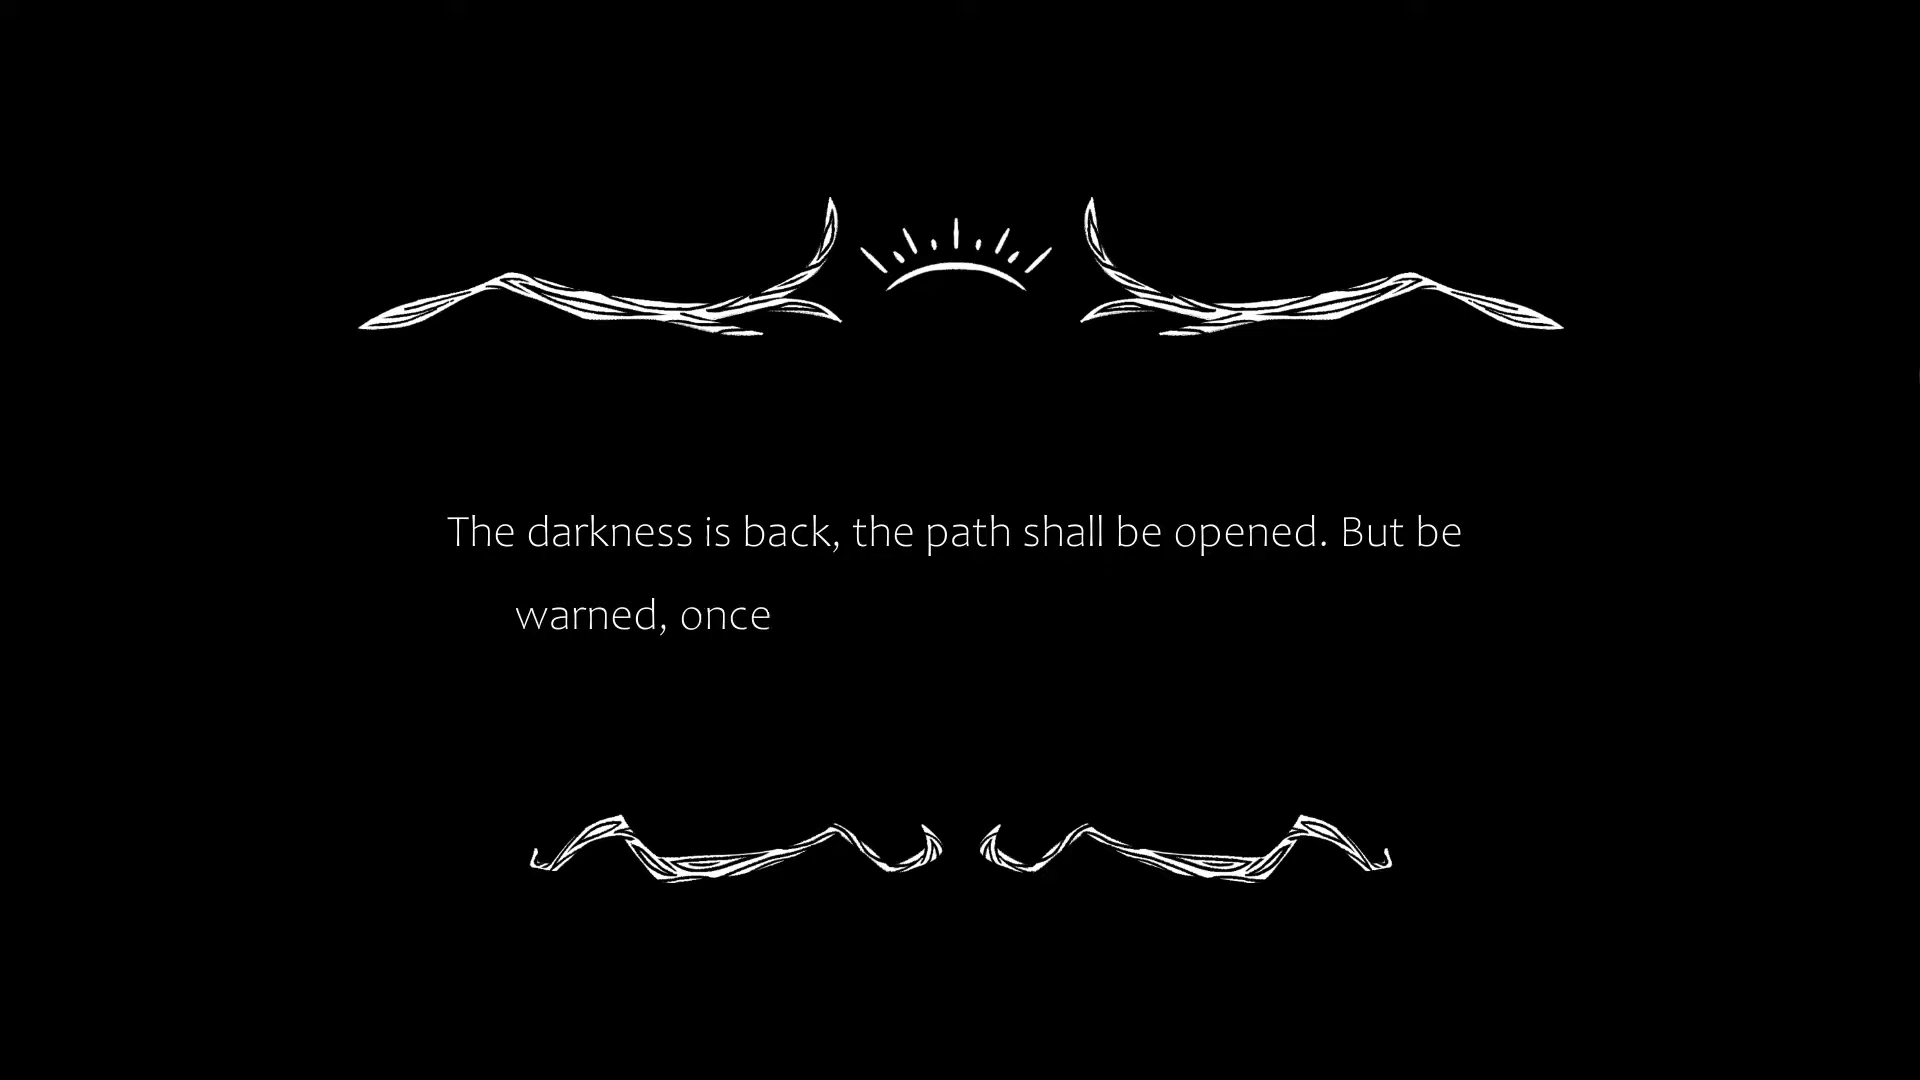 The darkness is back, the path shall be opened. But be
warned, once